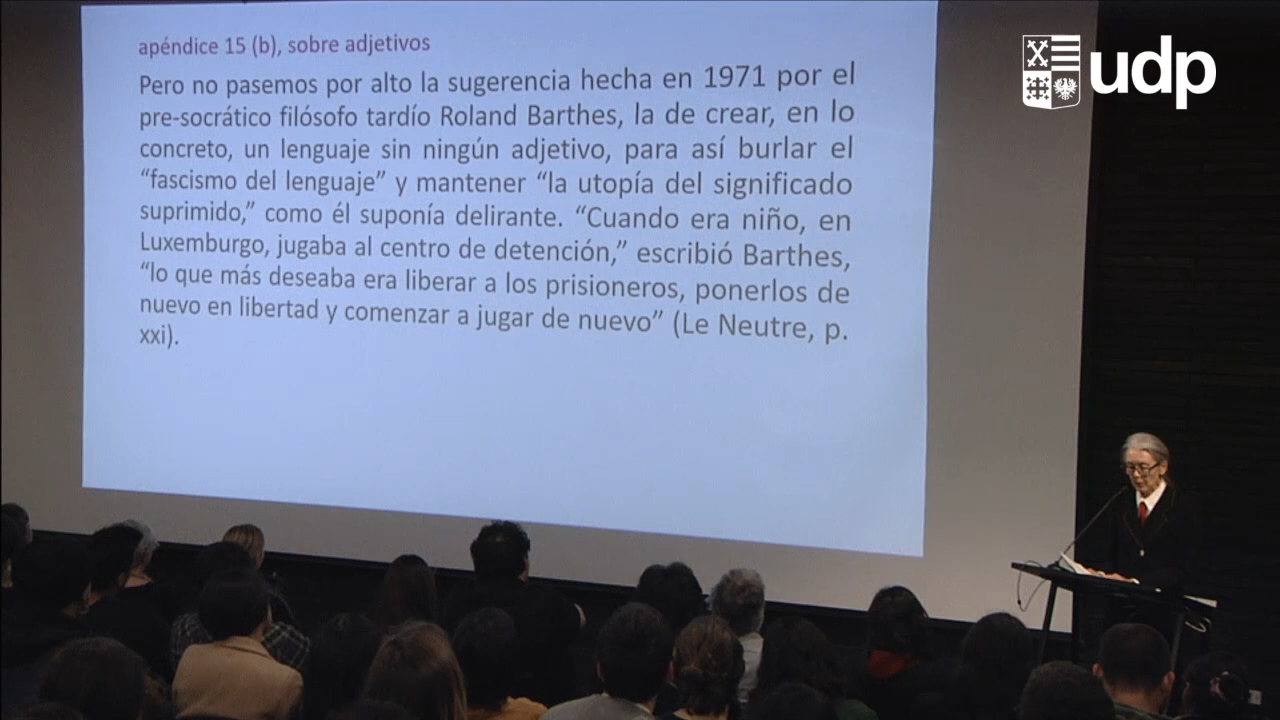 apéndice 15 (b), sobre adjetivos
Pero no pasemos por alto la sugerencia hecha en 1971 por el
pre-socrático filósofo tardío Roland Barthes, la de crear, en lo
concreto, un lenguaje sin ningún adjetivo, para así burlar el
“fascismo del lenguaje” y mantener “la utopía del significado
suprimido,” como él suponía delirante. “Cuando era niño, en
Luxemburgo, jugaba al centro de detención,” escribió Barthes,
“lo que más deseaba era liberar a los prisioneros, ponerlos de
nuevo en libertad y comenzar a jugar de nuevo” (Le Neutre, p.
xxi).
udp